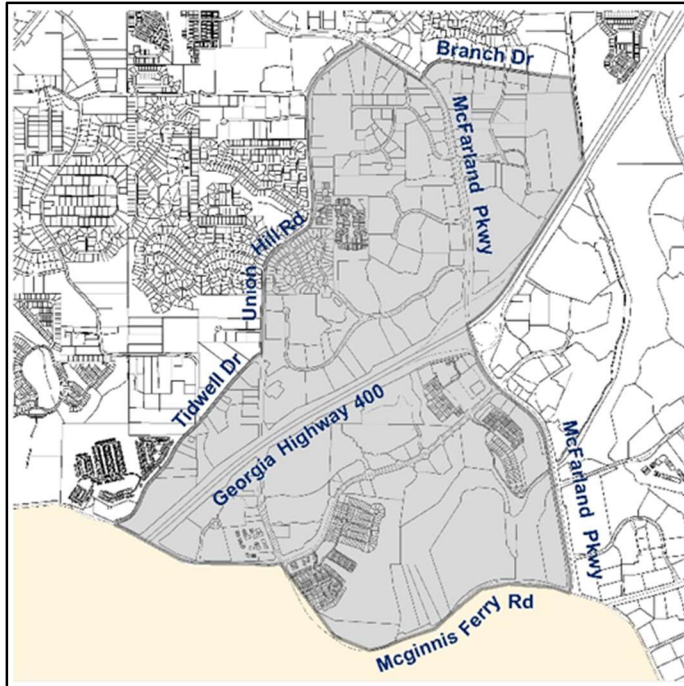 Branch Dr
McFarland Pkwy
Union Hill Rd
Tidwell Dr
Georgia Highway 400
McFarland Pkwy
Mcginnis Ferry Rd